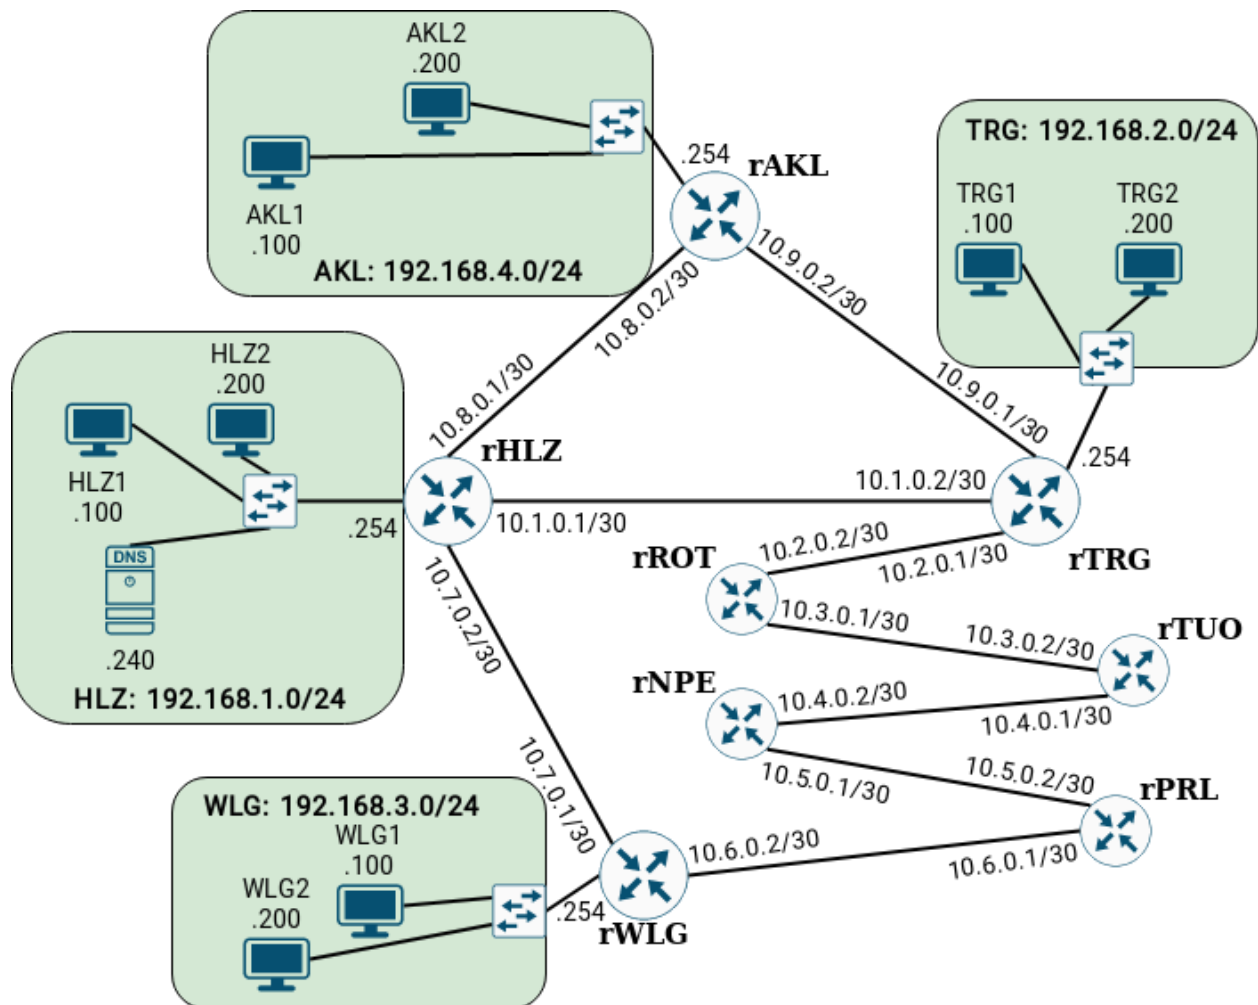 AKL2
.200
AKL1
.100
AKL: 192.168.4.0/24
.254
rAKL
TRG: 192.168.2.0/24
TRG1
.100
TRG2
.200
10.8.0.2/30
10.9.0.2/30
10.8.0.1/30
10.9.0.1/30
.254
HLZ2
.200
HLZ1
.100
DNS
.240
HLZ: 192.168.1.0/24
.254
rHLZ
10.1.0.1/30
10.1.0.2/30
rTRG
10.7.0.2/30
rROT
10.2.0.2/30
10.2.0.1/30
10.3.0.1/30
10.3.0.2/30
rTUO
rNPE
10.4.0.2/30
10.4.0.1/30
10.5.0.1/30
10.5.0.2/30
rPRL
10.7.0.1/30
10.6.0.2/30
10.6.0.1/30
WLG: 192.168.3.0/24
WLG1
.100
WLG2
.200
.254
rWLG